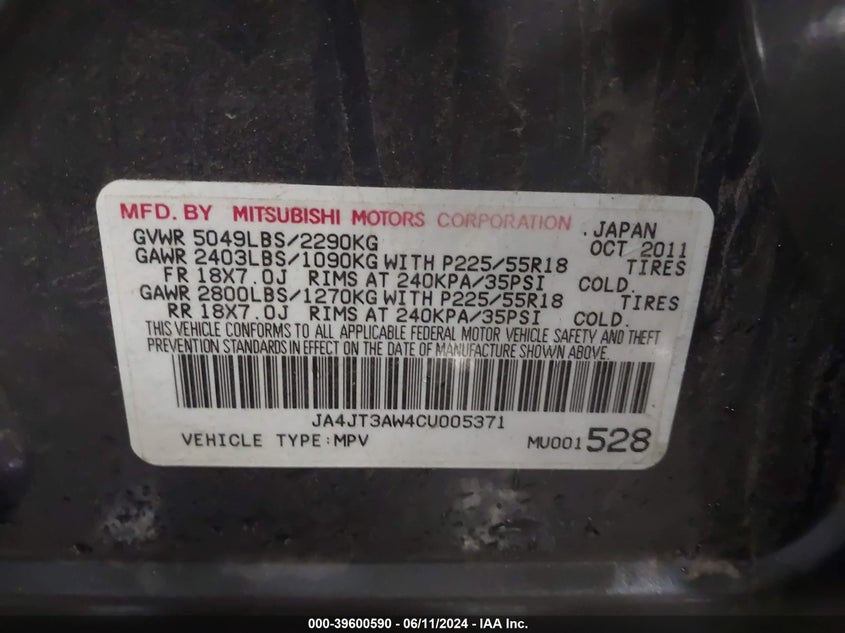 MFD. BY MITSUBISHI MOTORS CORPORATION . JAPAN
GVWR 5049LBS/2290KG OCT 2011
GAWR 2403LBS/1090KG WITH P225/55R18 TIRES
FR 18X7.0J RIMS AT 240KPA/35PSI COLD.
GAWR 2800LBS/1270KG WITH P225/55R18 TIRES
RR 18X7.0J RIMS AT 240KPA/35PSI COLD.
THIS VEHICLE CONFORMS TO ALL APPLICABLE FEDERAL MOTOR VEHICLE SAFETY AND THEFT
PREVENTION STANDARDS IN EFFECT ON THE DATE OF MANUFACTURE SHOWN ABOVE.
JA4JT3AW4CU005371
VEHICLE TYPE:MPV MU001528
000-39600590 - 06/11/2024 - IAA Inc.